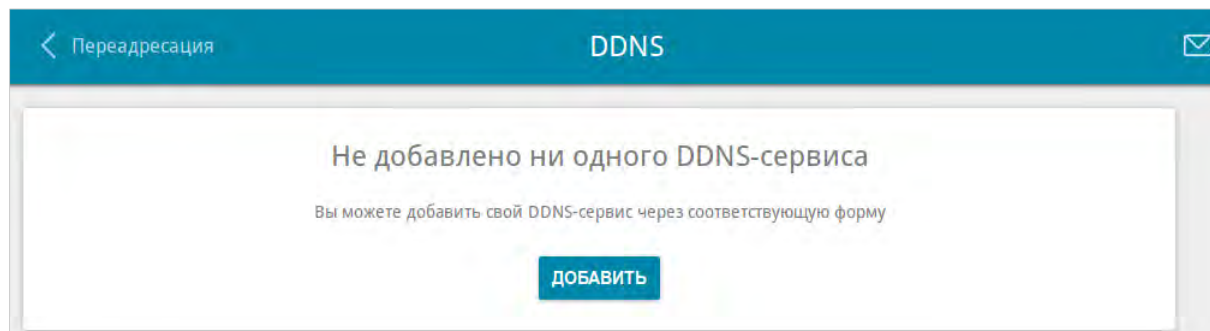 Переадресация
DDNS
Не добавлено ни одного DDNS-сервиса
Вы можете добавить свой DDNS-сервис через соответствующую форму
ДОБАВИТЬ